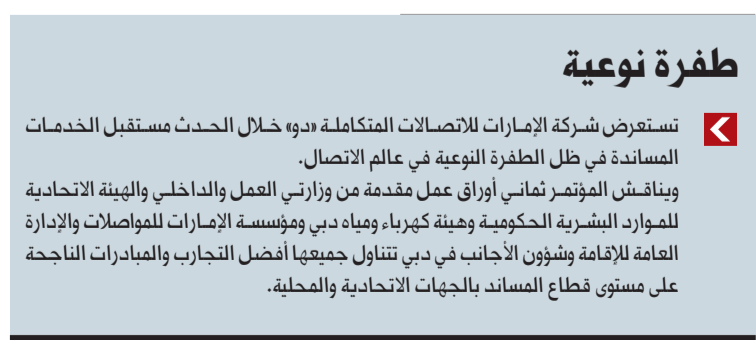 طفرة نوعية
تستعرض شركة الإمارات للاتصالات المتكاملة «دو» خلال الحدث مستقبل الخدمات
المساندة في ظل الطفرة النوعية في عالم الاتصال.
ويناقش المؤتمر ثماني أوراق عمل مقدمة من وزارتي العمل والداخلي والهيئة الاتحادية
للموارد البشرية الحكومية وهيئة كهرباء ومياه دبي ومؤسسة الإمارات للمواصلات والإدارة
العامة للإقامة وشؤون الأجانب في دبي تتناول جميعها أفضل التجارب والمبادرات الناجحة
على مستوى قطاع المساند بالجهات الاتحادية والمحلية.